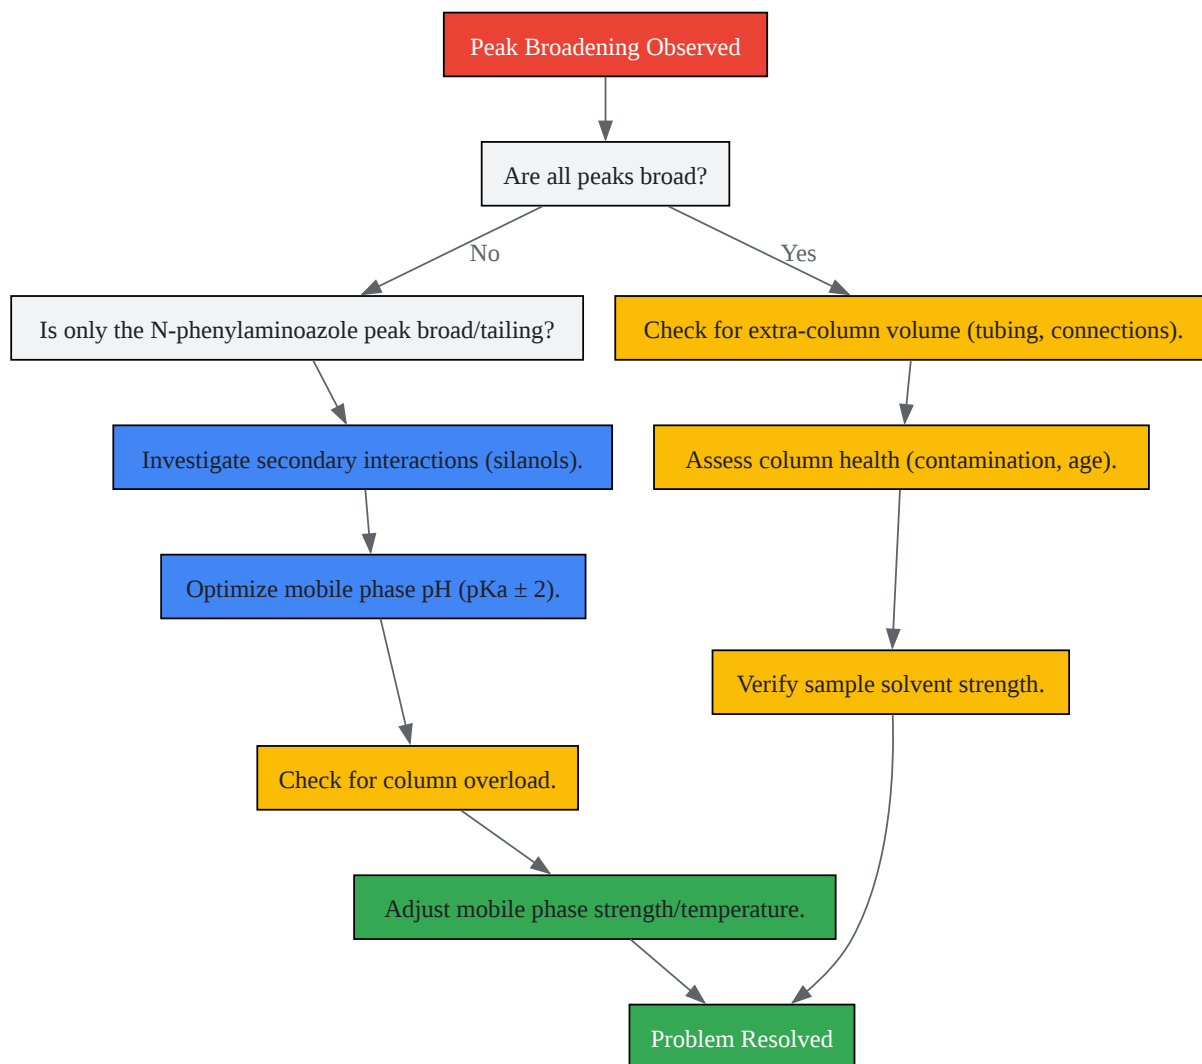 Peak Broadening Observed
Are all peaks broad?
No
Yes
Is only the N-phenylaminoazole peak broad/tailing?
Check for extra-column volume (tubing, connections).
Investigate secondary interactions (silanols).
Assess column health (contamination, age).
Optimize mobile phase pH (pKa ± 2).
Verify sample solvent strength.
Check for column overload.
Adjust mobile phase strength/temperature.
Problem Resolved